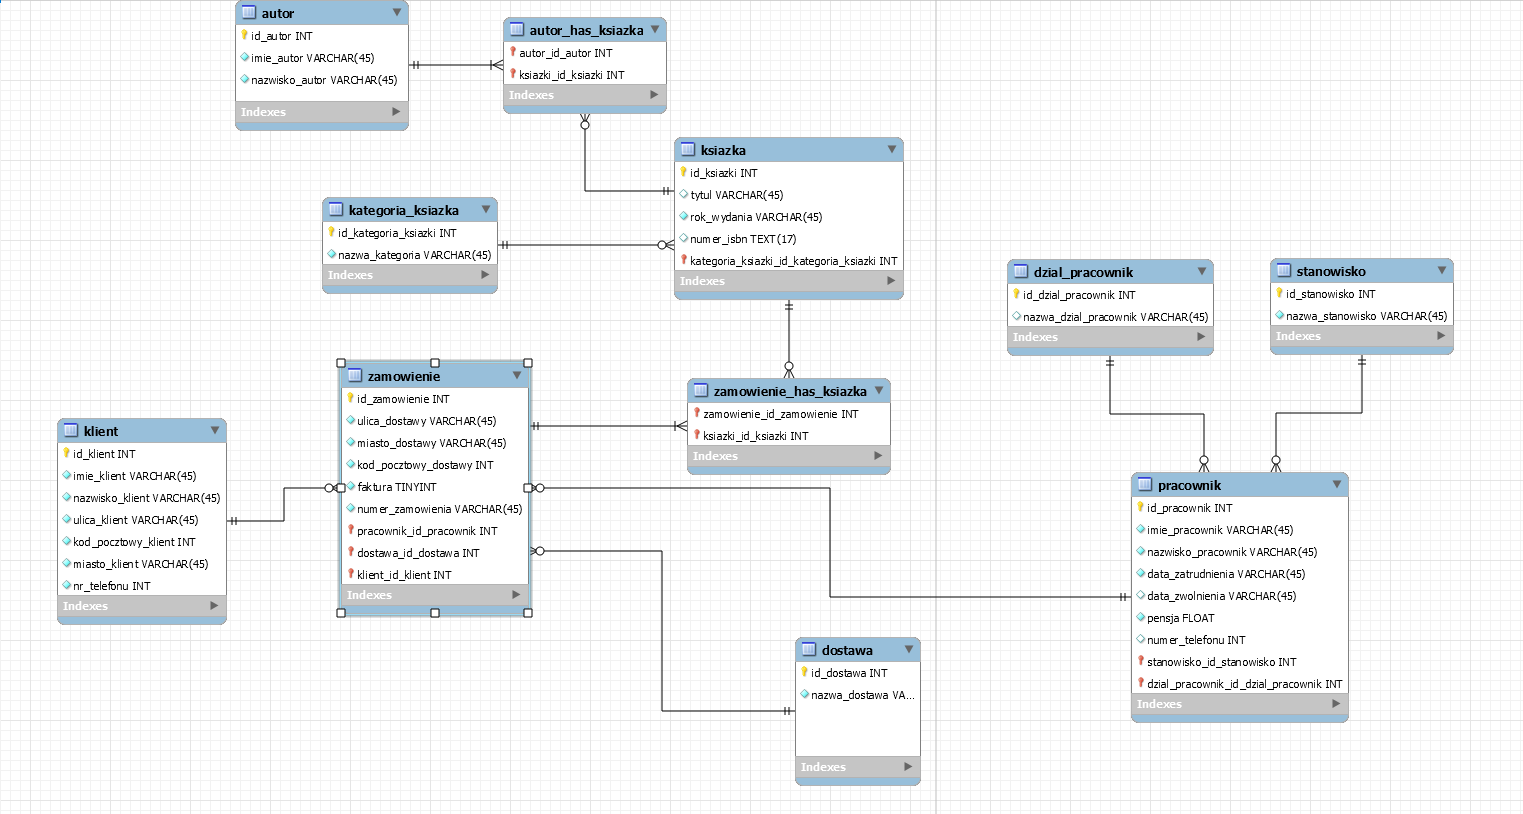 autor
id_autor INT
imie_autor VARCHAR(45)
nazwisko_autor VARCHAR(45)
Indexes
autor_has_ksiazka
autor_id_autor INT
ksiazki_id_ksiazki INT
Indexes
ksiazka
id_ksiazki INT
tytul VARCHAR(45)
rok_wydania VARCHAR(45)
numer_isbn TEXT(17)
kategoria_ksiazki_id_kategoria_ksiazki INT
Indexes
kategoria_ksiazka
id_kategoria_ksiazki INT
nazwa_kategoria VARCHAR(45)
Indexes
dzial_pracownik
id_dzial_pracownik INT
nazwa_dzial_pracownik VARCHAR(45)
Indexes
stanowisko
id_stanowisko INT
nazwa_stanowisko VARCHAR(45)
Indexes
zamowienie
id_zamowienie INT
ulica_dostawy VARCHAR(45)
miasto_dostawy VARCHAR(45)
kod_pocztowy_dostawy INT
faktura TINYINT
numer_zamowienia VARCHAR(45)
pracownik_id_pracownik INT
dostawa_id_dostawa INT
klient_id_klient INT
Indexes
zamowienie_has_ksiazka
zamowienie_id_zamowienie INT
ksiazki_id_ksiazki INT
Indexes
klient
id_klient INT
imie_klient VARCHAR(45)
nazwisko_klient VARCHAR(45)
ulica_klient VARCHAR(45)
kod_pocztowy_klient INT
miasto_klient VARCHAR(45)
nr_telefonu INT
Indexes
pracownik
id_pracownik INT
imie_pracownik VARCHAR(45)
nazwisko_pracownik VARCHAR(45)
data_zatrudnienia VARCHAR(45)
data_zwolnienia VARCHAR(45)
pensja FLOAT
numer_telefonu INT
stanowisko_id_stanowisko INT
dzial_pracownik_id_dzial_pracownik INT
Indexes
dostawa
id_dostawa INT
nazwa_dostawa VA...
Indexes